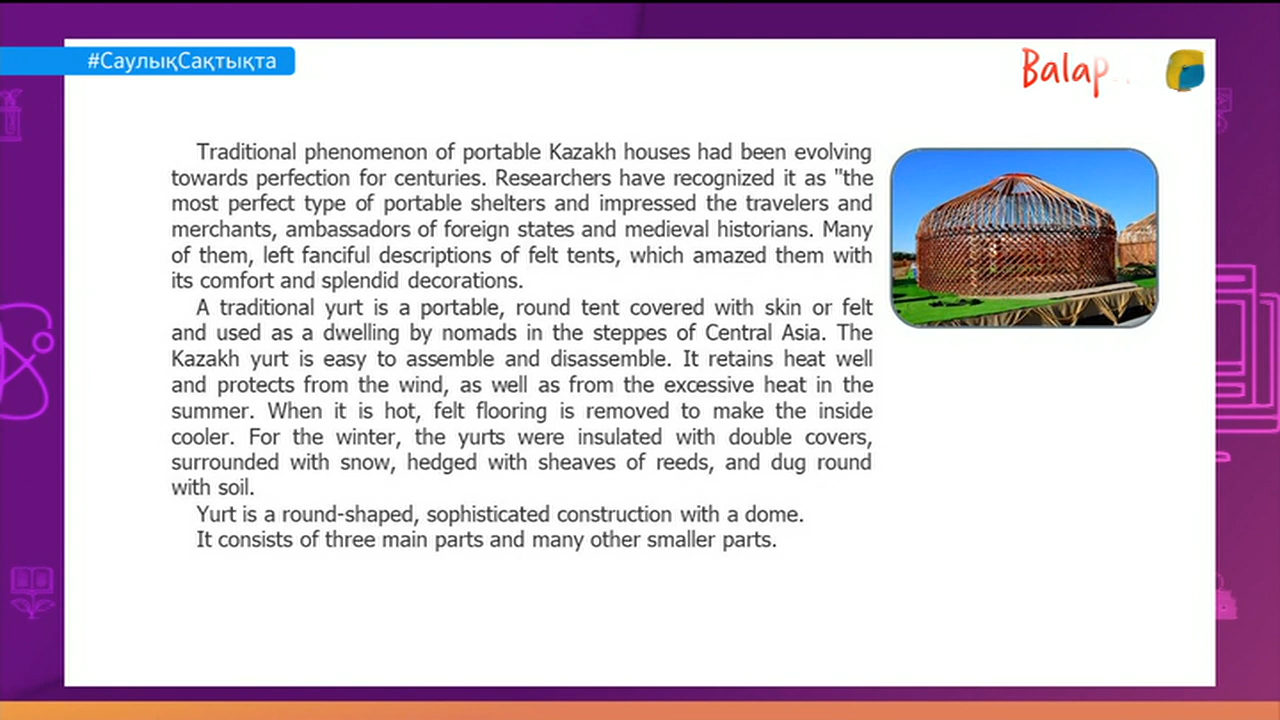 #СаулықСақтықта
Balap
Traditional phenomenon of portable Kazakh houses had been evolving
towards perfection for centuries. Researchers have recognized it as "the
most perfect type of portable shelters and impressed the travelers and
merchants, ambassadors of foreign states and medieval historians. Many
of them, left fanciful descriptions of felt tents, which amazed them with
its comfort and splendid decorations.
A traditional yurt is a portable, round tent covered with skin or felt
and used as a dwelling by nomads in the steppes of Central Asia. The
Kazakh yurt is easy to assemble and disassemble. It retains heat well
and protects from the wind, as well as from the excessive heat in the
summer. When it is hot, felt flooring is removed to make the inside
cooler. For the winter, the yurts were insulated with double covers,
surrounded with snow, hedged with sheaves of reeds, and dug round
with soil.
Yurt is a round-shaped, sophisticated construction with a dome.
It consists of three main parts and many other smaller parts.